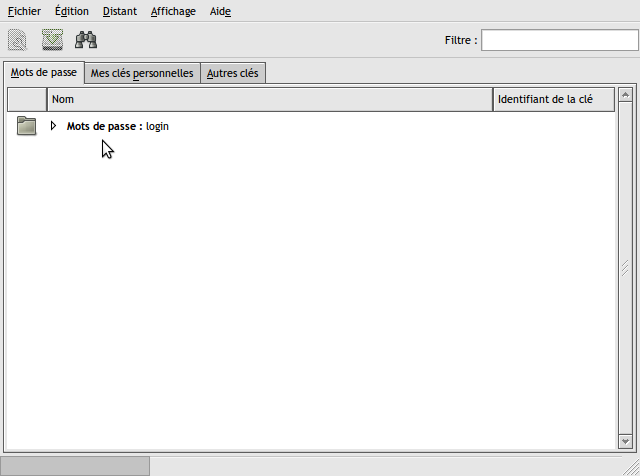 Fichier Édition Distant Affichage Aide
Filtre :
Mots de passe Mes clés personnelles Autres clés
Nom Identifiant de la clé
Mots de passe : login